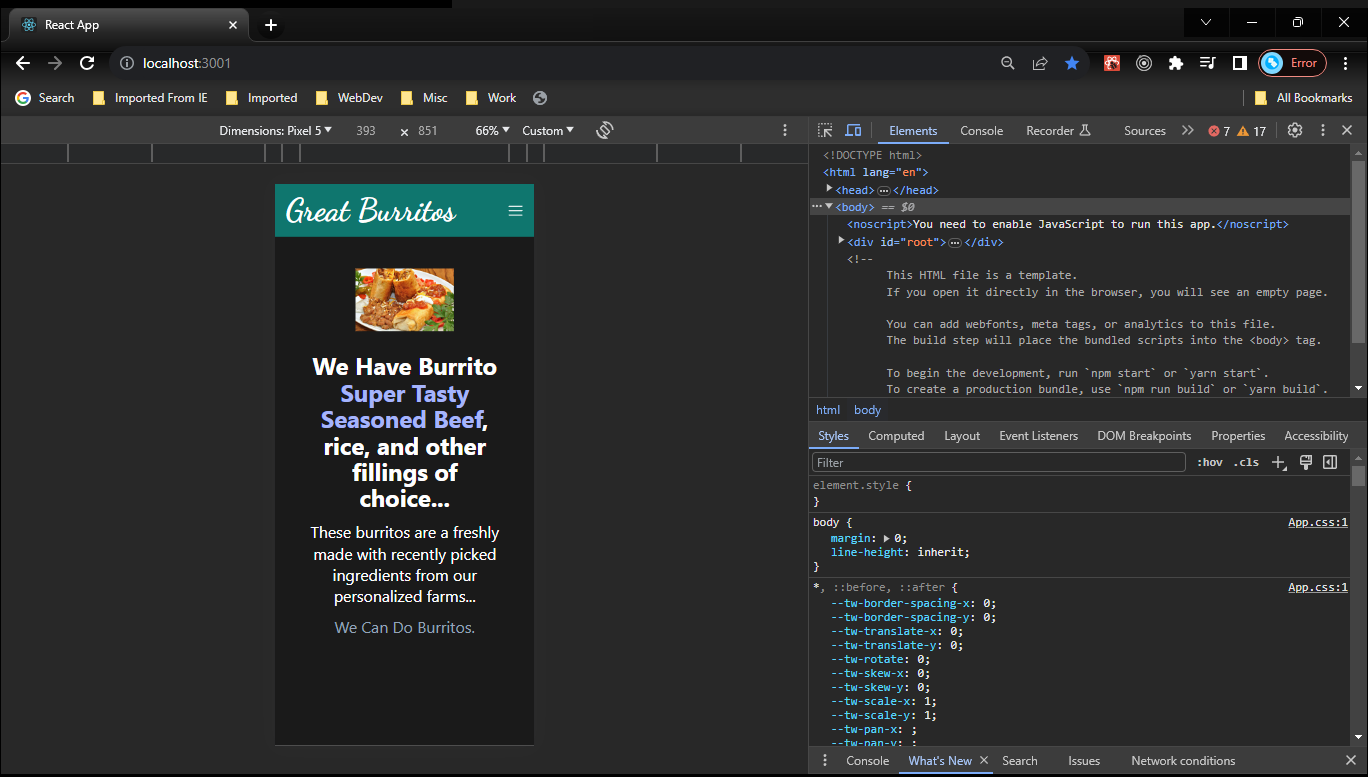 React App
localhost:3001
Error
Search Imported From IE Imported WebDev Misc Work All Bookmarks
Dimensions: Pixel 5 393 × 851 66% Custom
Elements Console Recorder Sources 7 17
Great Burritos
We Have Burrito
Super Tasty
Seasoned Beef,
rice, and other
fillings of
choice...
These burritos are a freshly
made with recently picked
ingredients from our
personalized farms...
We Can Do Burritos.
<!DOCTYPE html>
<html lang="en">
<head>…</head>
<body> == $0
<noscript>You need to enable JavaScript to run this app.</noscript>
<div id="root">…</div>
<!--
This HTML file is a template.
If you open it directly in the browser, you will see an empty page.
You can add webfonts, meta tags, or analytics to this file.
The build step will place the bundled scripts into the <body> tag.
To begin the development, run `npm start` or `yarn start`.
To create a production bundle, use `npm run build` or `yarn build`.
html body
Styles Computed Layout Event Listeners DOM Breakpoints Properties Accessibility
Filter :hov .cls
element.style {
}
body { App.css:1
margin: 0;
line-height: inherit;
}
*, ::before, ::after { App.css:1
--tw-border-spacing-x: 0;
--tw-border-spacing-y: 0;
--tw-translate-x: 0;
--tw-translate-y: 0;
--tw-rotate: 0;
--tw-skew-x: 0;
--tw-skew-y: 0;
--tw-scale-x: 1;
--tw-scale-y: 1;
--tw-pan-x: ;
--tw-pan-y: ;
Console What's New Search Issues Network conditions